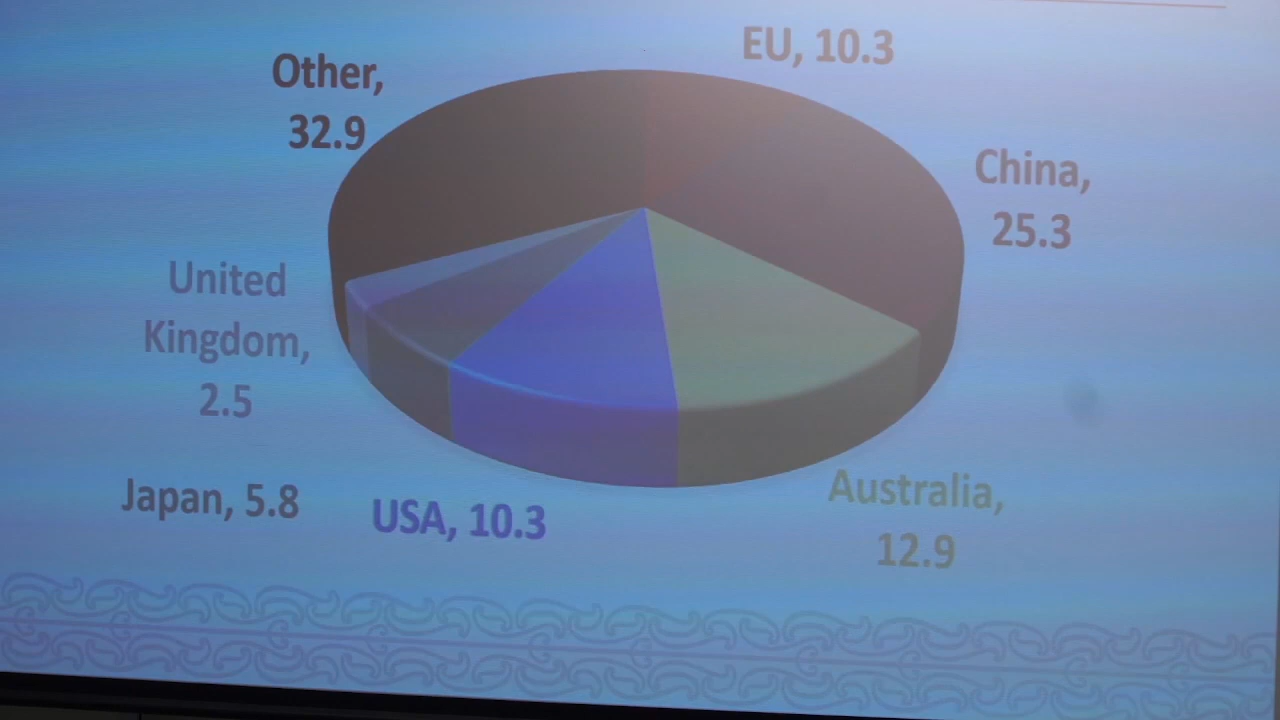 EU, 10.3
Other,
32.9
China,
25.3
United
Kingdom,
2.5
Japan, 5.8
USA, 10.3
Australia,
12.9